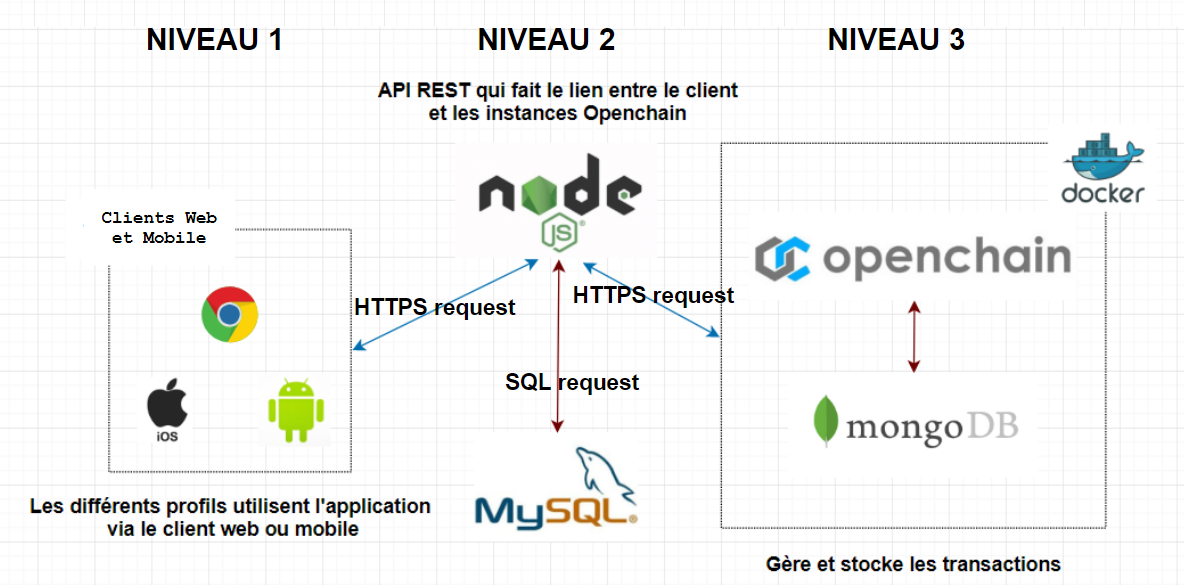 NIVEAU 1
NIVEAU 2
NIVEAU 3
API REST qui fait le lien entre le client
et les instances Openchain
node
JS
docker
Clients Web
et Mobile
openchain
HTTPS request
HTTPS request
SQL request
iOS
mongoDB
MySQL
Les différents profils utilisent l'application
via le client web ou mobile
Gère et stocke les transactions